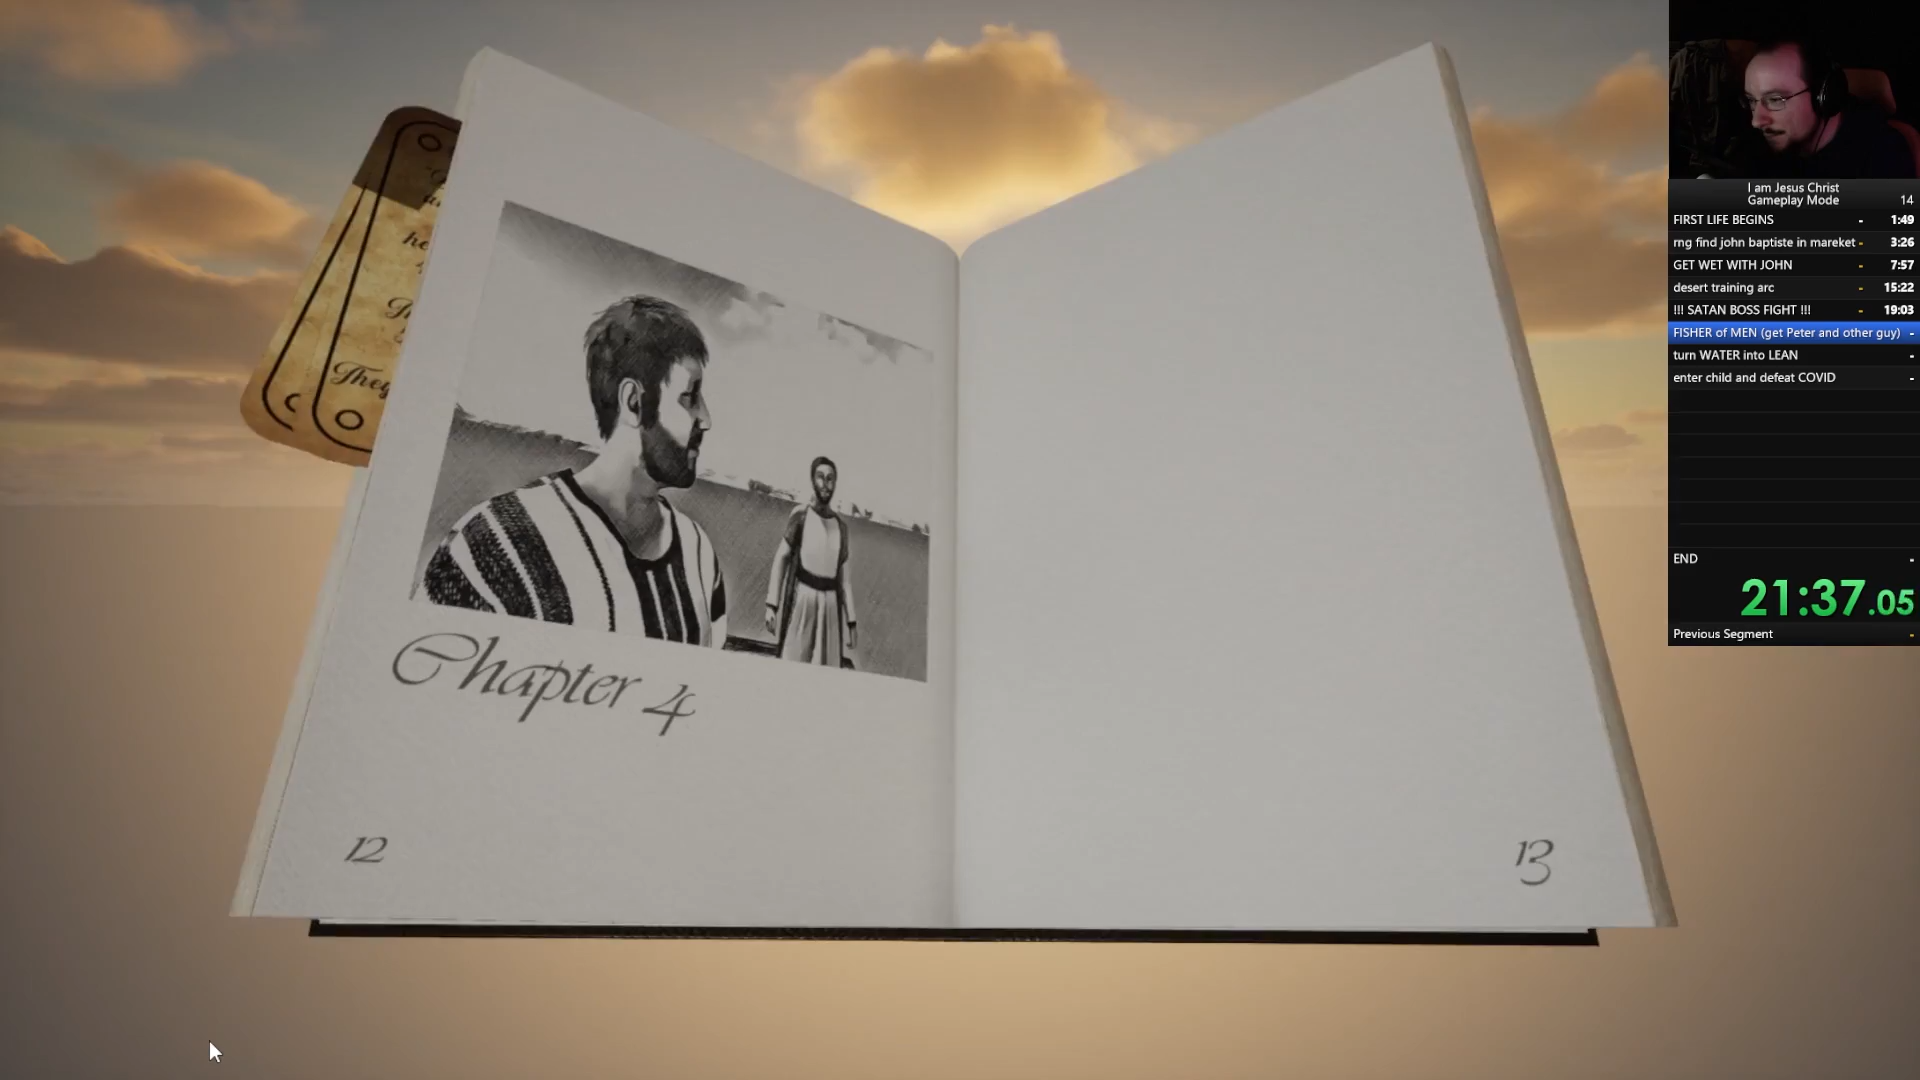 Chapter 4
12
13
I am Jesus Christ
Gameplay Mode
14
FIRST LIFE BEGINS - 1:49
rng find john baptiste in mareket - 3:26
GET WET WITH JOHN - 7:57
desert training arc - 15:22
!!! SATAN BOSS FIGHT !!! - 19:03
FISHER of MEN (get Peter and other guy) -
turn WATER into LEAN -
enter child and defeat COVID -
END -
21:37.05
Previous Segment -